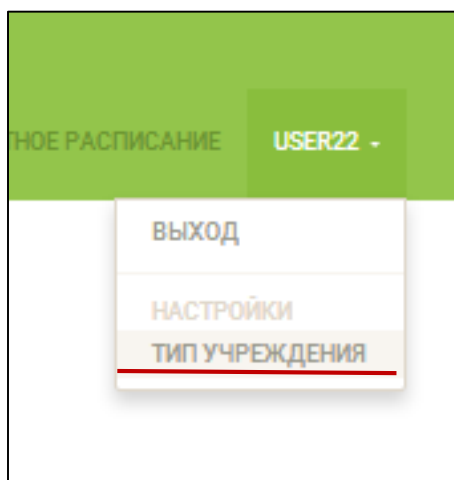 ТНОЕ РАСПИСАНИЕ USER22
ВЫХОД
НАСТРОЙКИ
ТИП УЧРЕЖДЕНИЯ